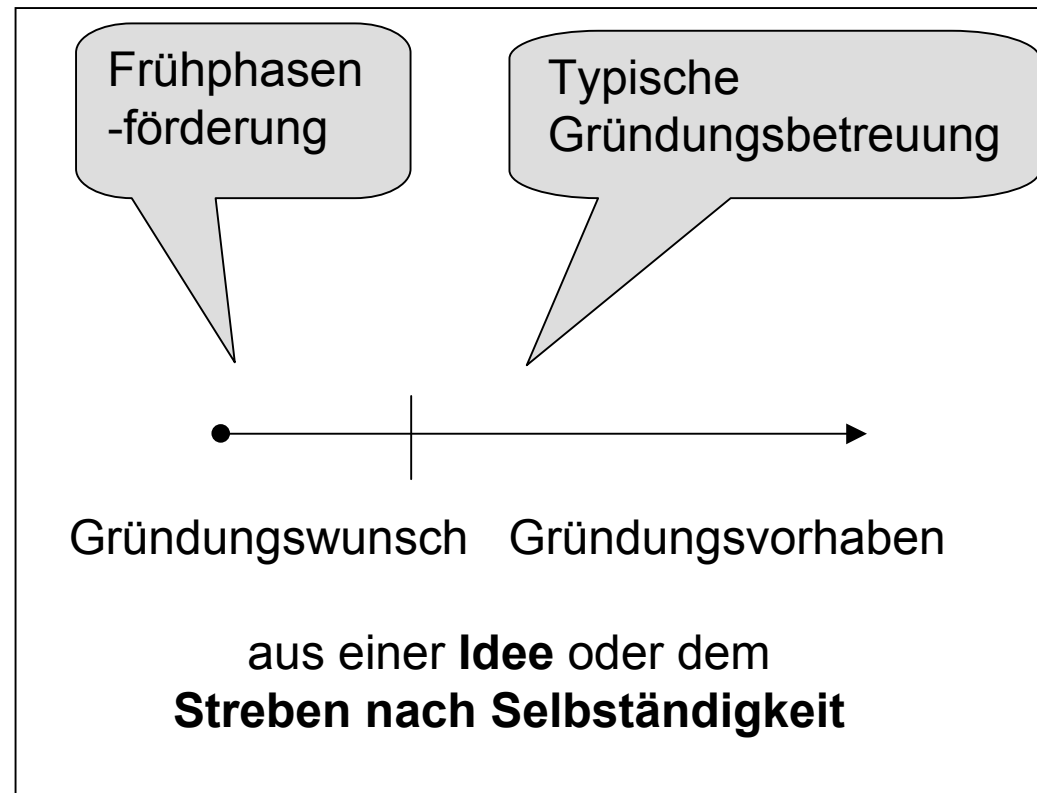 Frühphasen
-förderung
Typische
Gründungsbetreuung
Gründungswunsch Gründungsvorhaben
aus einer Idee oder dem
Streben nach Selbständigkeit